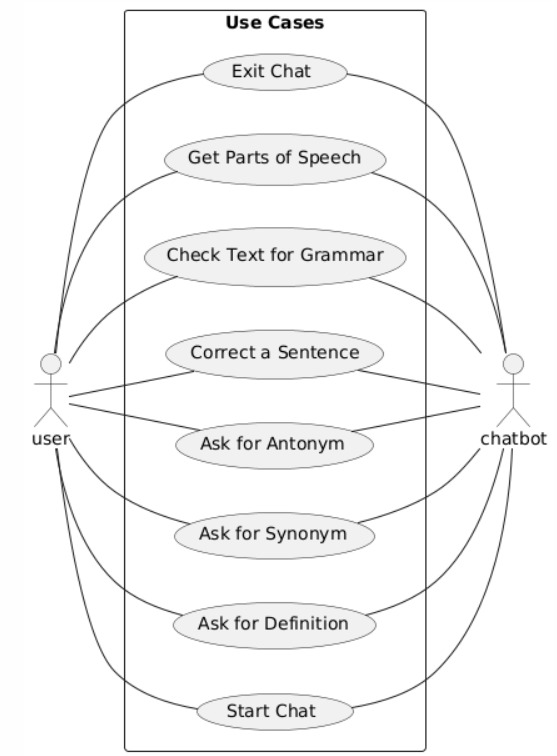 Use Cases
Exit Chat
Get Parts of Speech
Check Text for Grammar
Correct a Sentence
user
chatbot
Ask for Antonym
Ask for Synonym
Ask for Definition
Start Chat